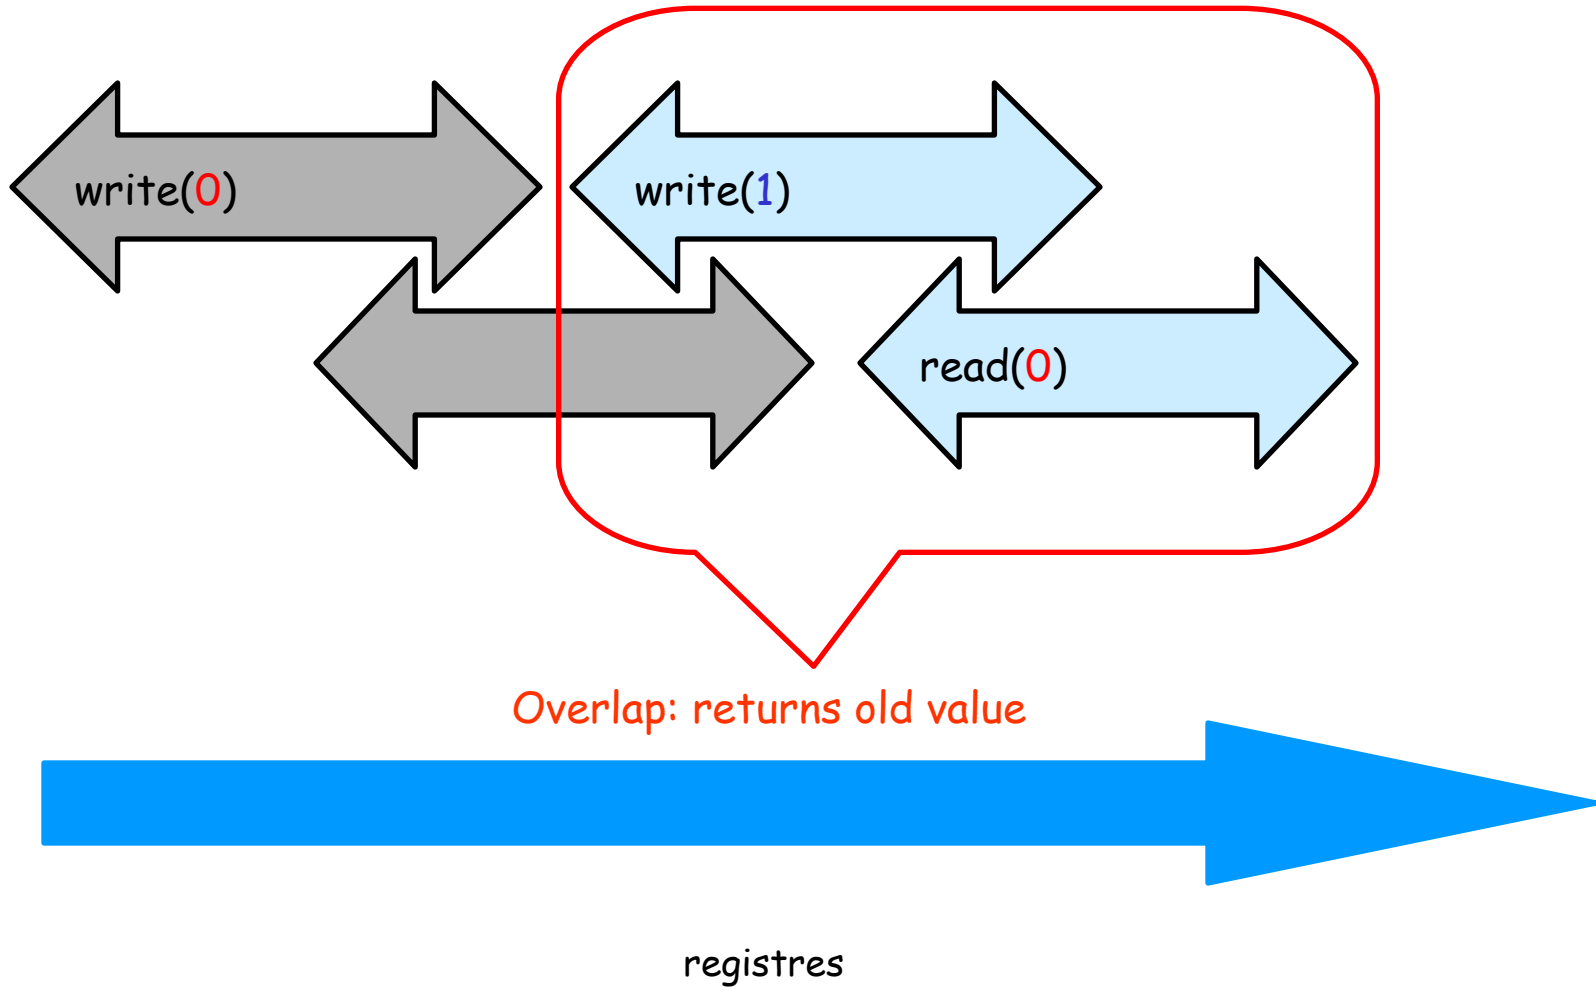 write(0)
write(1)
read(0)
Overlap: returns old value
registres